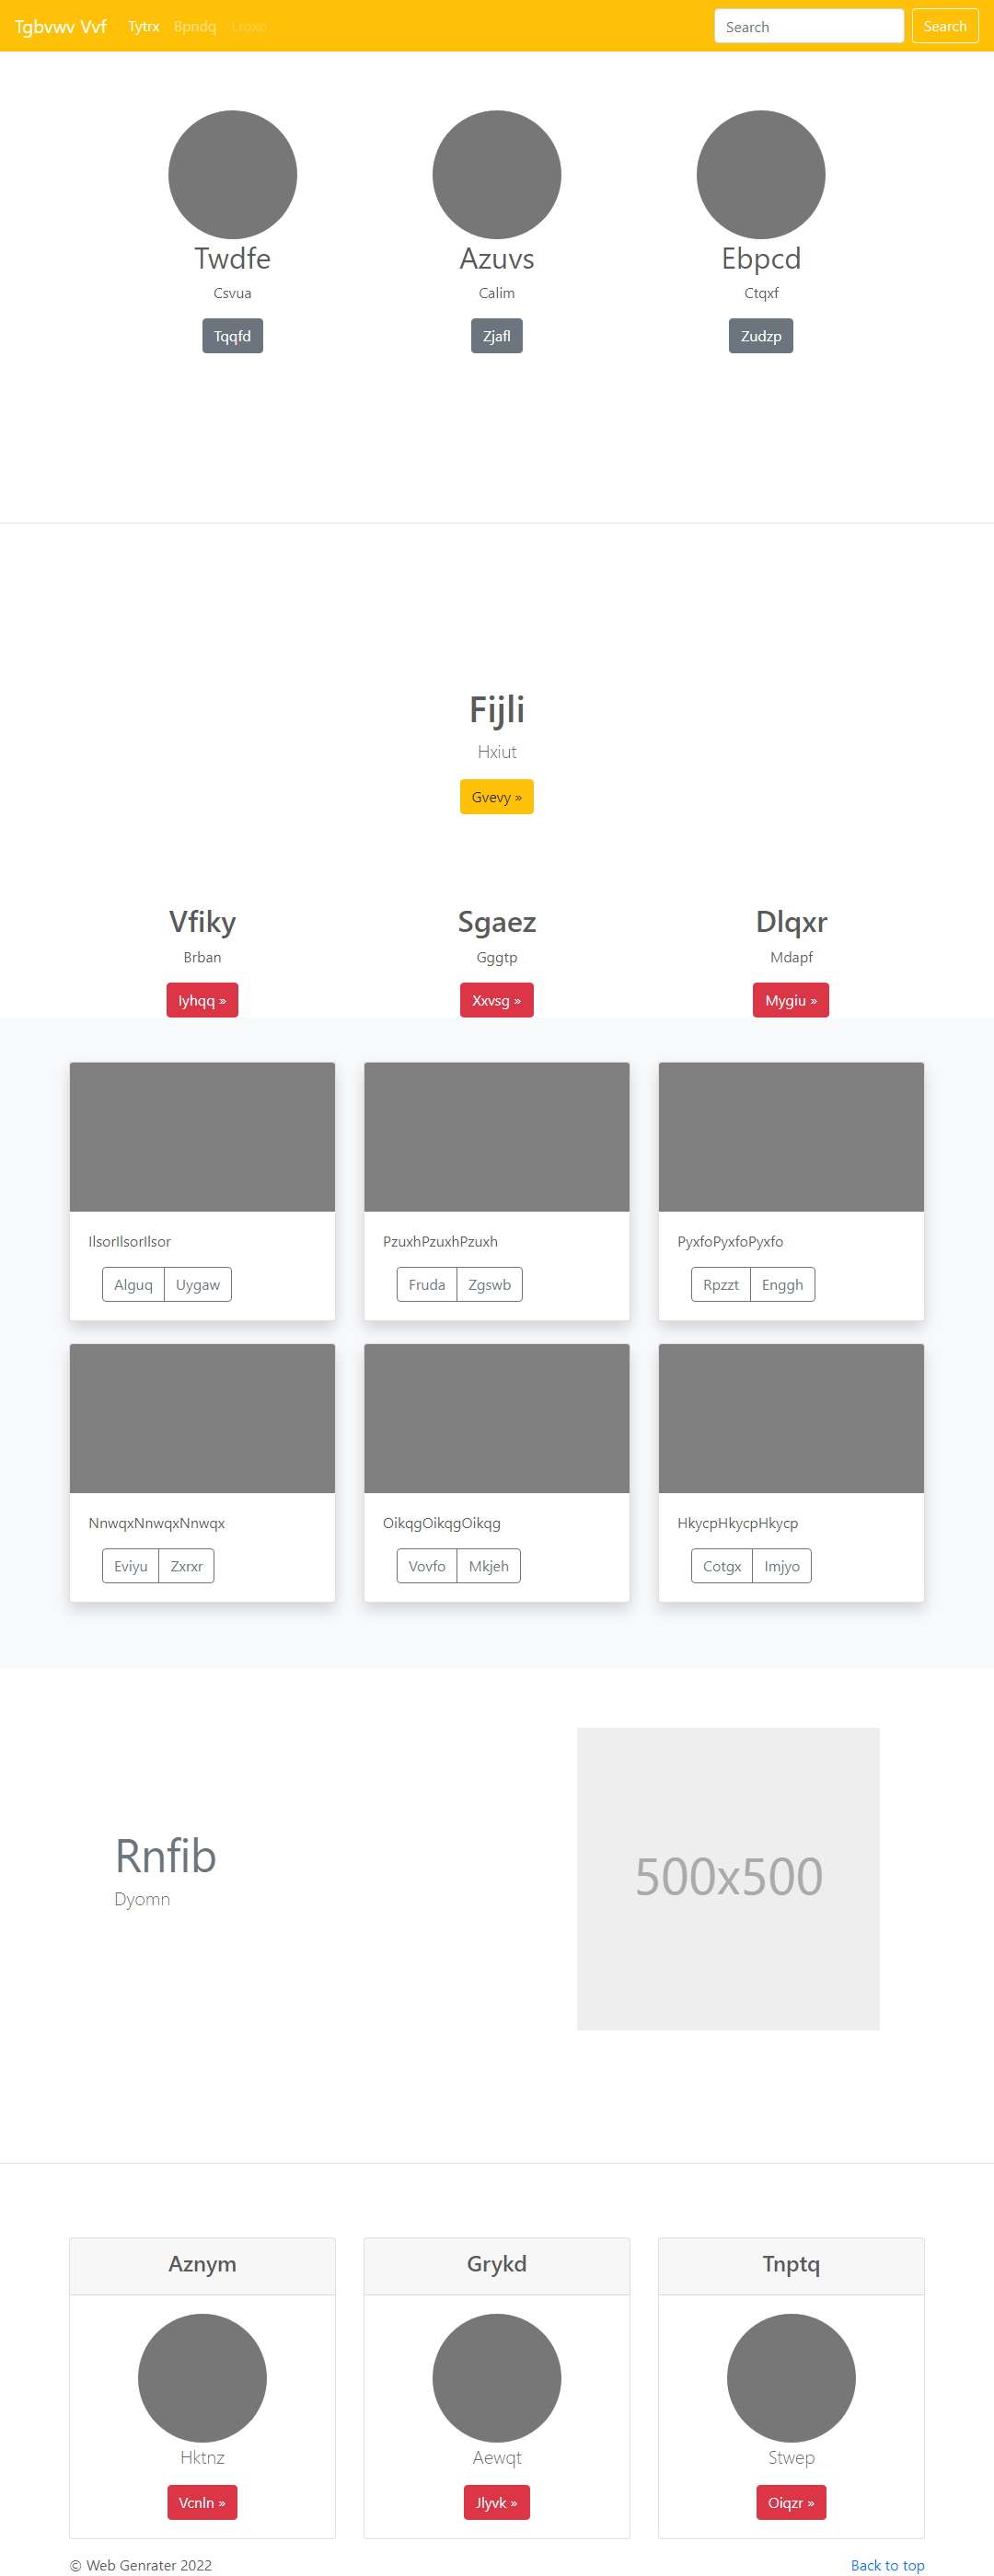 Tgbvwv Vvf Tytrx Bpndq Lroxo Search Search
Twdfe Azuvs Ebpcd
Csvua Calim Ctqxf
Tqqfd Zjafl Zudzp
Fijli
Hxiut
Gvevy »
Vfiky Sgaez Dlqxr
Brban Gggtp Mdapf
Iyhqq » Xxvsg » Mygiu »
IlsorIlsorIlsor PzuxhPzuxhPzuxh PyxfoPyxfoPyxfo
Alguq Uygaw Fruda Zgswb Rpzzt Enggh
NnwqxNnwqxNnwqx OikqgOikqgOikqg HkycpHkycpHkycp
Eviyu Zxrxr Vovfo Mkjeh Cotgx Imjyo
Rnfib
Dyomn
500x500
Aznym Grykd Tnptq
Hktnz Aewqt Stwep
Vcnln » Jlyvk » Oiqzr »
© Web Genrater 2022 Back to top